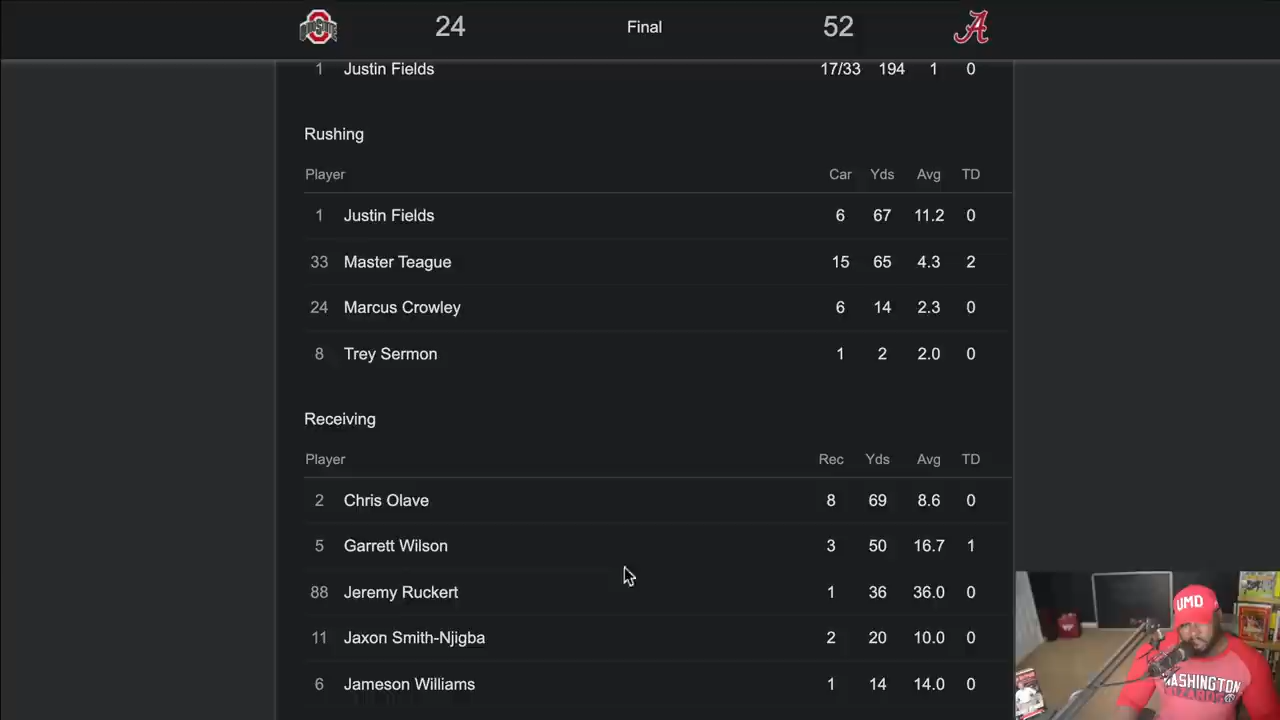 24 Final 52
1 Justin Fields 17/33 194 1 0
Rushing
Player Car Yds Avg TD
1 Justin Fields 6 67 11.2 0
33 Master Teague 15 65 4.3 2
24 Marcus Crowley 6 14 2.3 0
8 Trey Sermon 1 2 2.0 0
Receiving
Player Rec Yds Avg TD
2 Chris Olave 8 69 8.6 0
5 Garrett Wilson 3 50 16.7 1
88 Jeremy Ruckert 1 36 36.0 0
11 Jaxon Smith-Njigba 2 20 10.0 0
6 Jameson Williams 1 14 14.0 0
UMD
WASHINGTON
WIZARDS